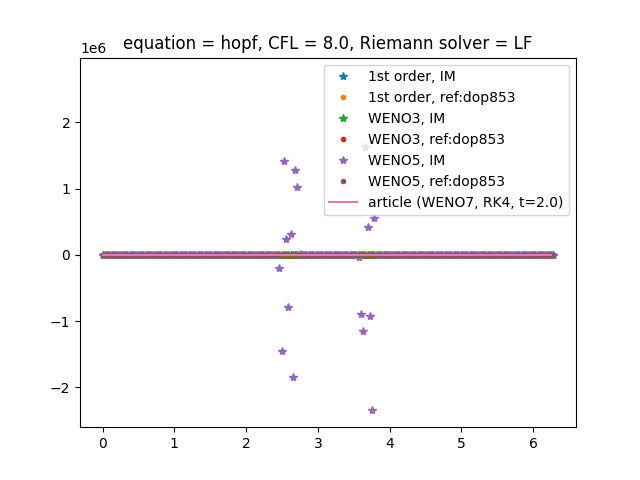 equation = hopf, CFL = 8.0, Riemann solver = LF
1e6
1st order, IM
1st order, ref:dop853
WENO3, IM
WENO3, ref:dop853
WENO5, IM
WENO5, ref:dop853
article (WENO7, RK4, t=2.0)
2
1
0
−1
−2
0 1 2 3 4 5 6